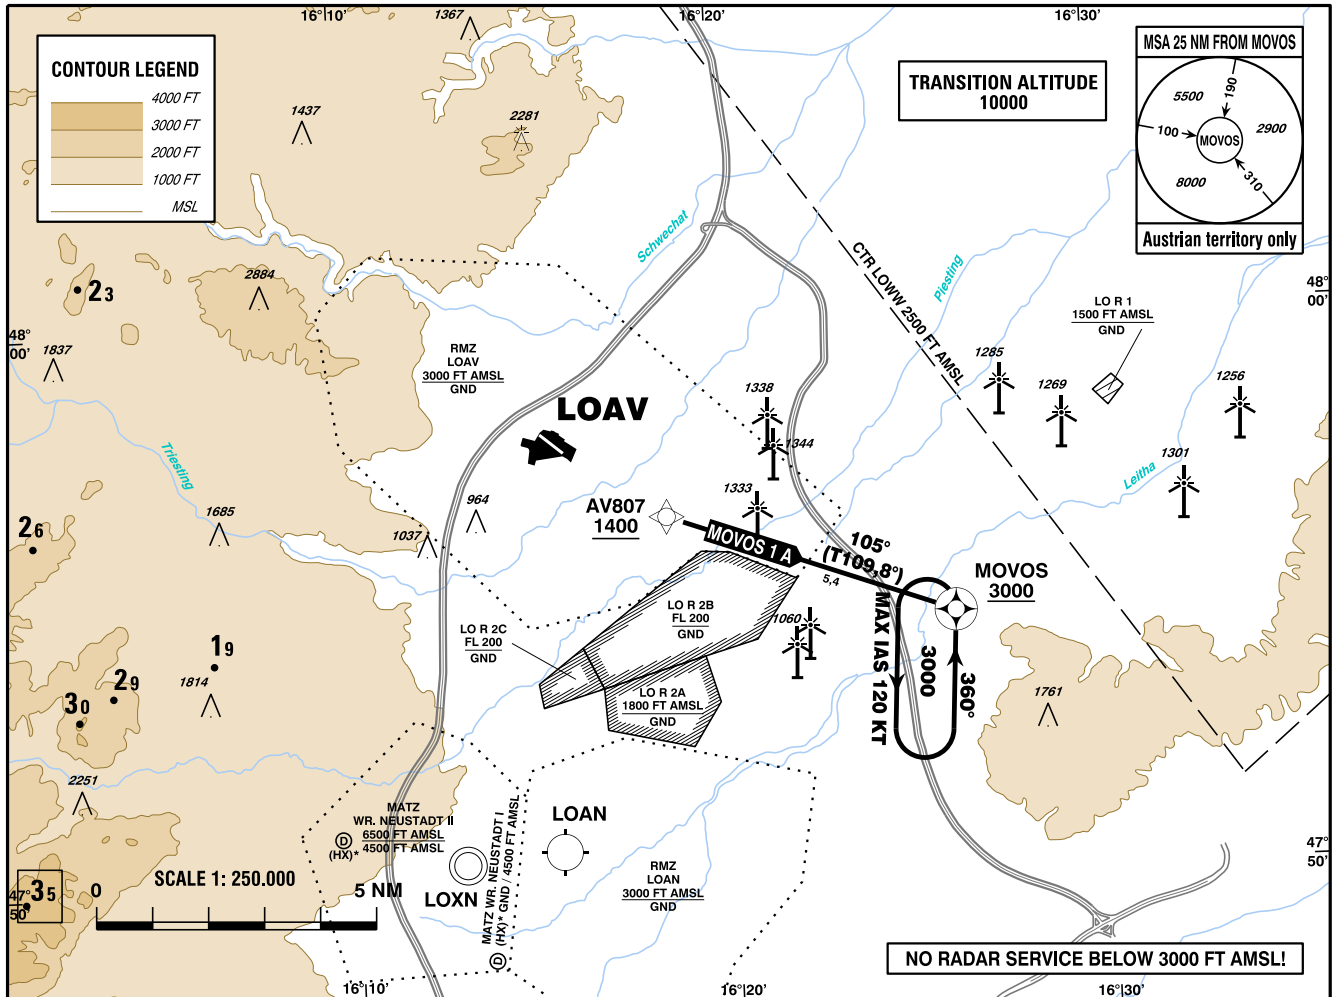 16°10'
1367
16°20'
16°30'
CONTOUR LEGEND
4000 FT
3000 FT
2000 FT
1000 FT
MSL
1437
2281
TRANSITION ALTITUDE
10000
MSA 25 NM FROM MOVOS
190
5500
100
2900
MOVOS
310
8000
Austrian territory only
Schwechat
CTR LOWW 2500 FT AMSL
Piesting
2884
23
48°
00'
LO R 1
1500 FT AMSL
GND
48°
00'
1837
RMZ
LOAV
3000 FT AMSL
GND
1285
1269
1256
1338
1344
LOAV
Triesting
1301
Leitha
964
1333
AV807
1400
26
1685
1037
MOVOS 1 A
105°
(T109,8°)
5,4
MOVOS
3000
LO R 2B
FL 200
GND
LO R 2C
FL 200
GND
1060
MAX IAS 120 KT
3000
360°
19
29
30
1814
LO R 2A
1800 FT AMSL
GND
1761
2251
MATZ
WR. NEUSTADT II
6500 FT AMSL
4500 FT AMSL
D
(HX)*
MATZ WR. NEUSTADT I
(HX)* GND / 4500 FT AMSL
D
LOAN
LOXN
RMZ
LOAN
3000 FT AMSL
GND
47°
50'
35
47°
50'
SCALE 1: 250.000
0
5 NM
NO RADAR SERVICE BELOW 3000 FT AMSL!
16°10'
16°20'
16°30'